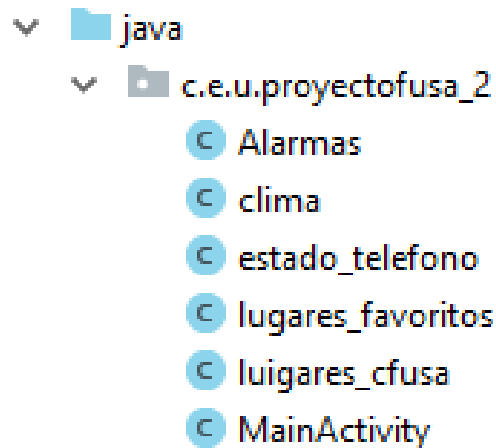 java
c.e.u.proyectofusa_2
C Alarmas
C clima
C estado_telefono
C lugares_favoritos
C luigares_cfusa
C MainActivity